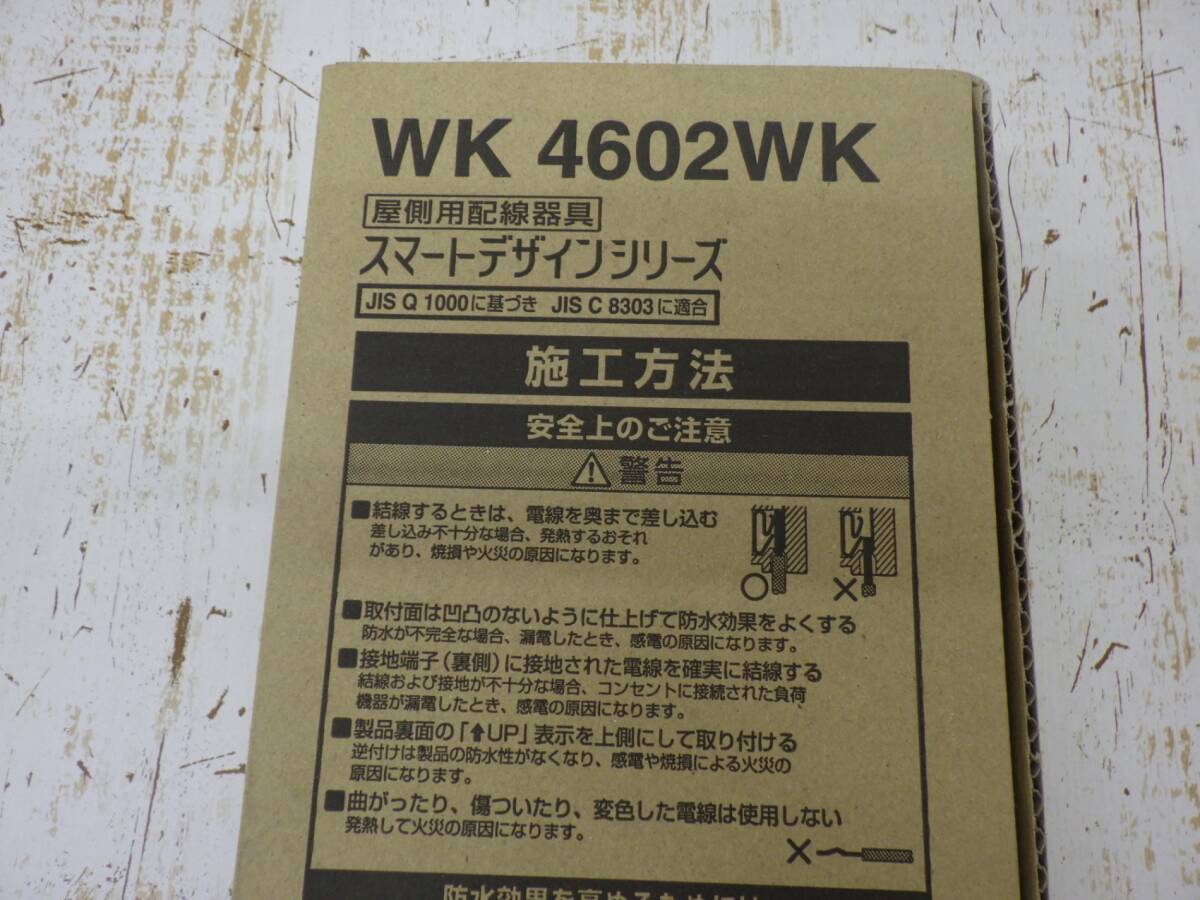 WK 4602WK
屋側用配線器具
スマートデザインシリーズ
JIS Q 1000に基づき JIS C 8303に適合
施工方法
安全上のご注意
警告
■結線するときは、電線を奥まで差し込む
差し込み不十分な場合、発熱するおそれ
があり、焼損や火災の原因になります。
○ ×
■取付面は凹凸のないように仕上げて防水効果をよくする
防水が不完全な場合、漏電したとき、感電の原因になります。
■接地端子(裏側)に接地された電線を確実に結線する
結線および接地が不十分な場合、コンセントに接続された負荷
機器が漏電したとき、感電の原因になります。
■製品裏面の「⬆UP」表示を上側にして取り付ける
逆付けは製品の防水性がなくなり、感電や焼損による火災の
原因になります。
■曲がったり、傷ついたり、変色した電線は使用しない
発熱して火災の原因になります。
×
防水効果を高めるためには